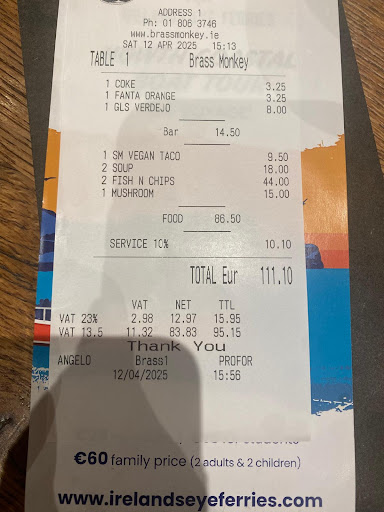 ADDRESS 1
Ph: 01 806 3746
www.brassmonkey.ie
SAT 12 APR 2025 15:13
TABLE 1 Brass Monkey
1 COKE 3.25
1 FANTA ORANGE 3.25
1 GLS VERDEJO 8.00
Bar 14.50
1 SM VEGAN TACO 9.50
2 SOUP 18.00
2 FISH N CHIPS 44.00
1 MUSHROOM 15.00
FOOD 86.50
SERVICE 10% 10.10
TOTAL Eur 111.10
VAT NET TTL
VAT 23% 2.98 12.97 15.95
VAT 13.5 11.32 83.83 95.15
Thank You
ANGELO Brass1 PROFOR
12/04/2025 15:56
students
€60 family price (2 adults & 2 children)
www.irelandseyeferries.com